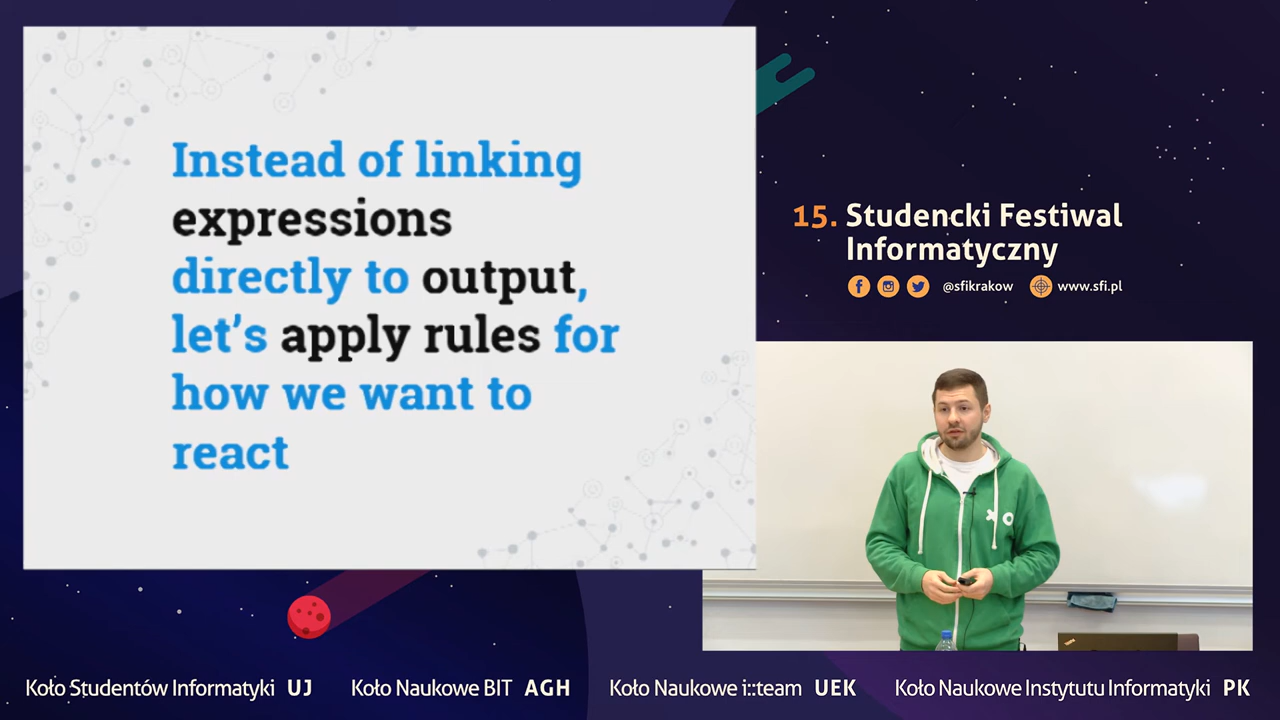 Instead of linking
expressions
directly to output,
let's apply rules for
how we want to
react
15. Studencki Festiwal
Informatyczny
@sfikrakow www.sfi.pl
XO
Koło Studentów Informatyki UJ
Koło Naukowe BIT AGH
Koło Naukowe i::team UEK
Koło Naukowe Instytutu Informatyki PK